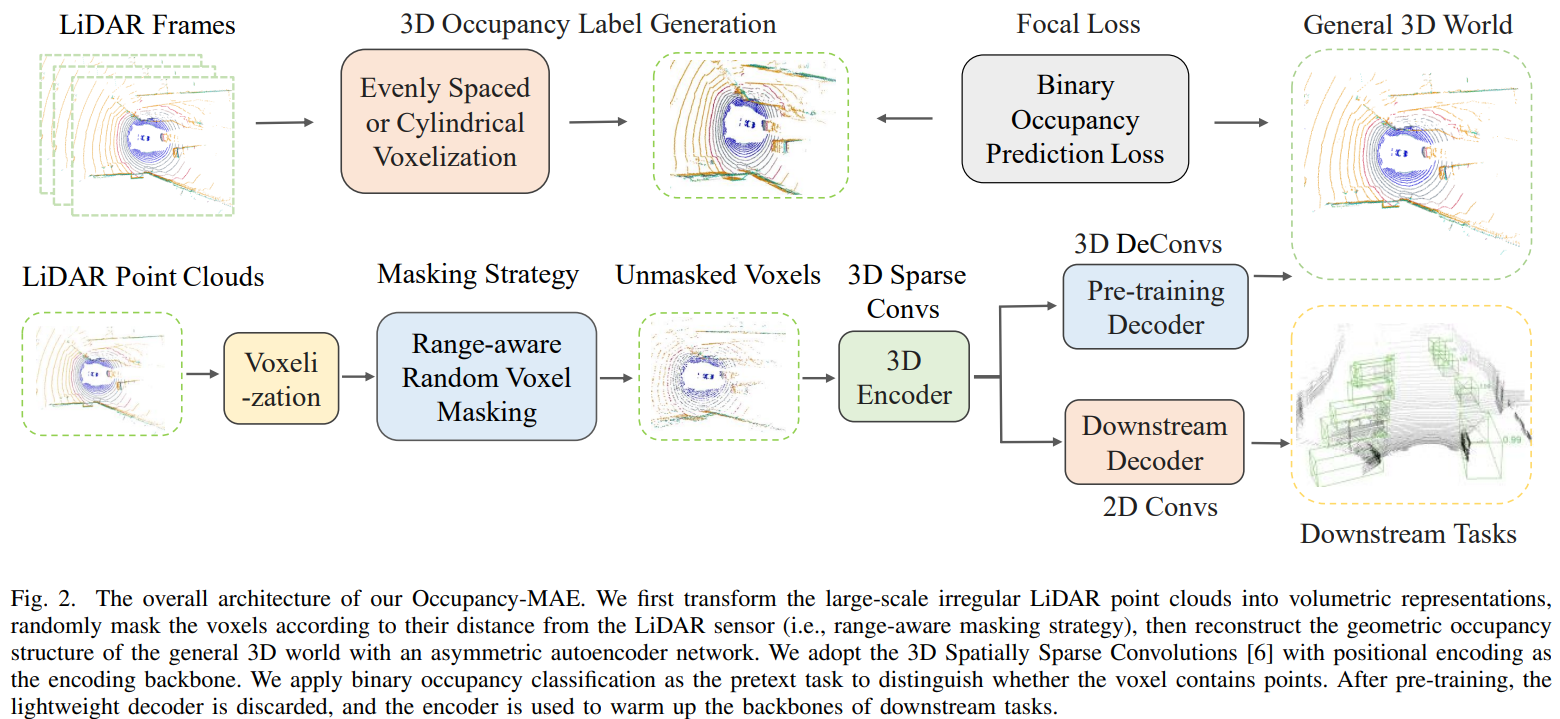 LiDAR Frames
3D Occupancy Label Generation
Focal Loss
General 3D World
Evenly Spaced
or Cylindrical
Voxelization
Binary
Occupancy
Prediction Loss
LiDAR Point Clouds
Masking Strategy
Unmasked Voxels
3D Sparse
Convs
3D DeConvs
Voxeli
-zation
Range-aware
Random Voxel
Masking
3D
Encoder
Pre-training
Decoder
Downstream
Decoder
2D Convs
0.99
Downstream Tasks
Fig. 2. The overall architecture of our Occupancy-MAE. We first transform the large-scale irregular LiDAR point clouds into volumetric representations,
randomly mask the voxels according to their distance from the LiDAR sensor (i.e., range-aware masking strategy), then reconstruct the geometric occupancy
structure of the general 3D world with an asymmetric autoencoder network. We adopt the 3D Spatially Sparse Convolutions [6] with positional encoding as
the encoding backbone. We apply binary occupancy classification as the pretext task to distinguish whether the voxel contains points. After pre-training, the
lightweight decoder is discarded, and the encoder is used to warm up the backbones of downstream tasks.